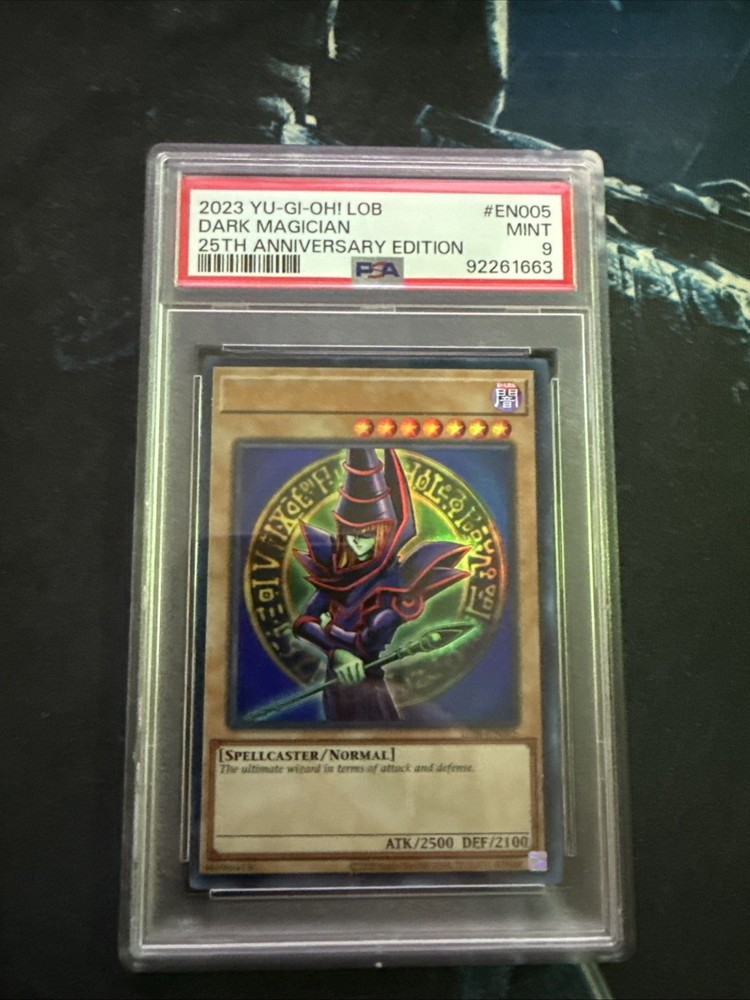 2023 YU-GI-OH! LOB #EN005
DARK MAGICIAN MINT
25TH ANNIVERSARY EDITION 9
PSA 92261663
闇
[SPELLCASTER/NORMAL]
The ultimate wizard in terms of attack and defense.
ATK/2500 DEF/2100